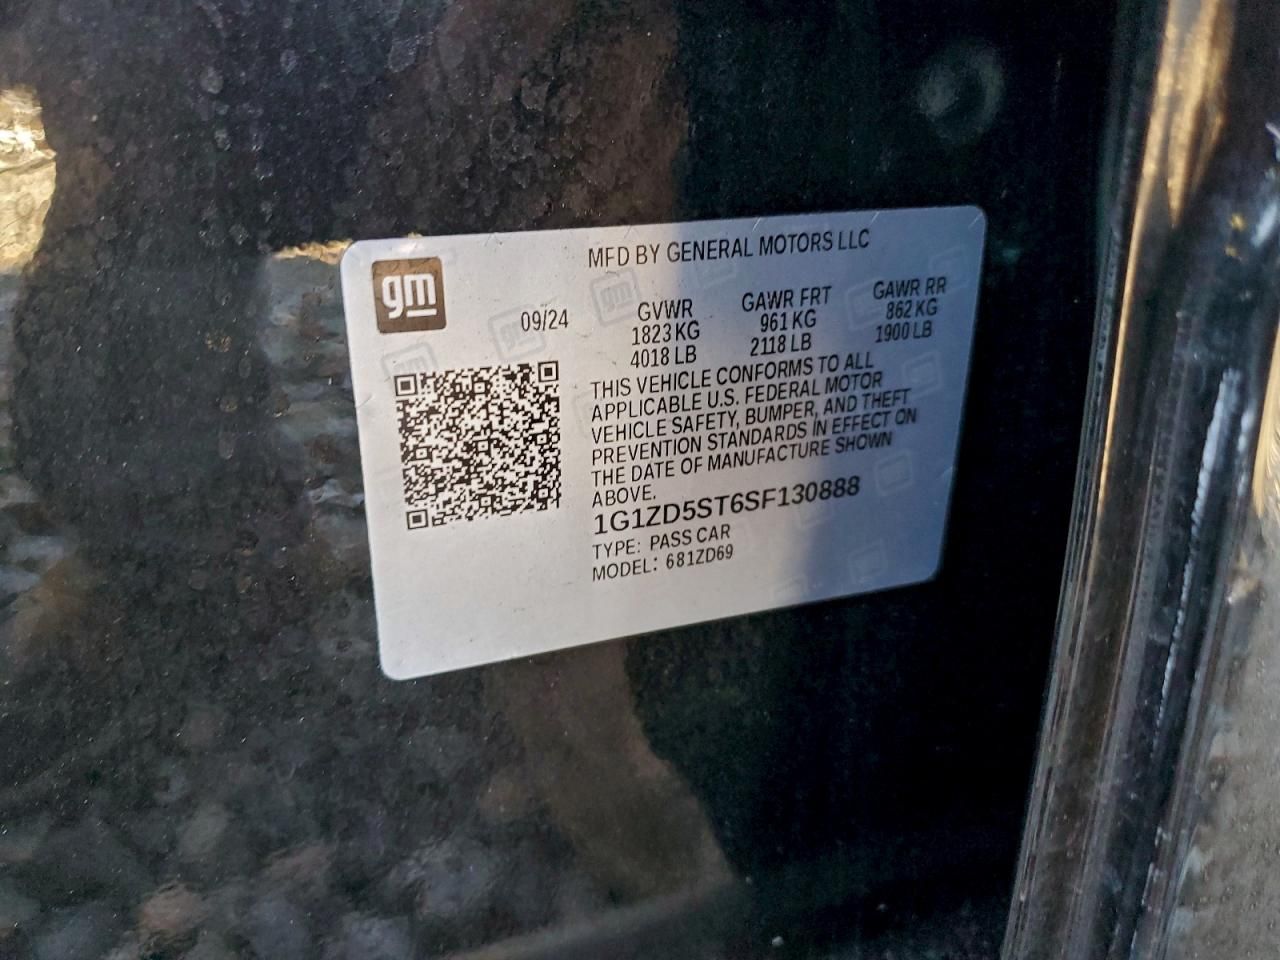 MFD BY GENERAL MOTORS LLC
gm
09/24
GVWR GAWR FRT GAWR RR
1823 KG 961 KG 862 KG
4018 LB 2118 LB 1900 LB
THIS VEHICLE CONFORMS TO ALL
APPLICABLE U.S. FEDERAL MOTOR
VEHICLE SAFETY, BUMPER, AND THEFT
PREVENTION STANDARDS IN EFFECT ON
THE DATE OF MANUFACTURE SHOWN
ABOVE.
1G1ZD5ST6SF130888
TYPE: PASS CAR
MODEL: 681ZD69